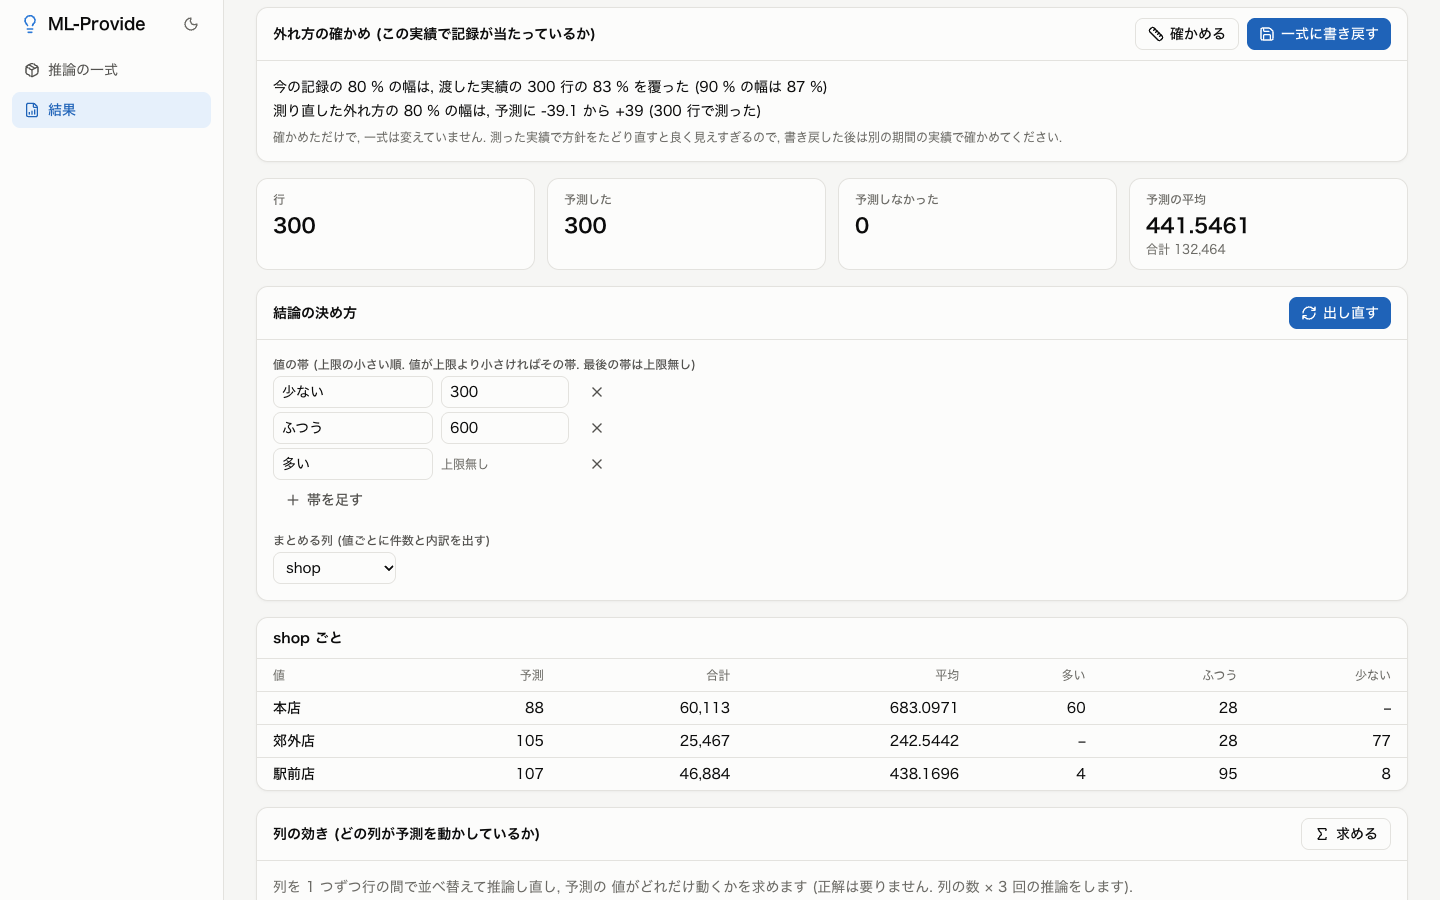 ML-Provide
推論の一式
結果
外れ方の確かめ (この実績で記録が当たっているか)
確かめる
一式に書き戻す
今の記録の 80 % の幅は, 渡した実績の 300 行の 83 % を覆った (90 % の幅は 87 %)
測り直した外れ方の 80 % の幅は, 予測に -39.1 から +39 (300 行で測った)
確かめただけで, 一式は変えていません. 測った実績で方針をたどり直すと良く見えすぎるので, 書き戻した後は別の期間の実績で確かめてください.
行
300
予測した
300
予測しなかった
0
予測の平均
441.5461
合計 132,464
結論の決め方
出し直す
値の帯 (上限の小さい順. 値が上限より小さければその帯. 最後の帯は上限無し)
少ない 300
ふつう 600
多い 上限無し
帯を足す
まとめる列 (値ごとに件数と内訳を出す)
shop
shop ごと
値 予測 合計 平均 多い ふつう 少ない
本店 88 60,113 683.0971 60 28 –
郊外店 105 25,467 242.5442 – 28 77
駅前店 107 46,884 438.1696 4 95 8
列の効き (どの列が予測を動かしているか)
求める
列を 1 つずつ行の間で並べ替えて推論し直し, 予測の 値がどれだけ動くかを求めます (正解は要りません. 列の数 × 3 回の推論をします).